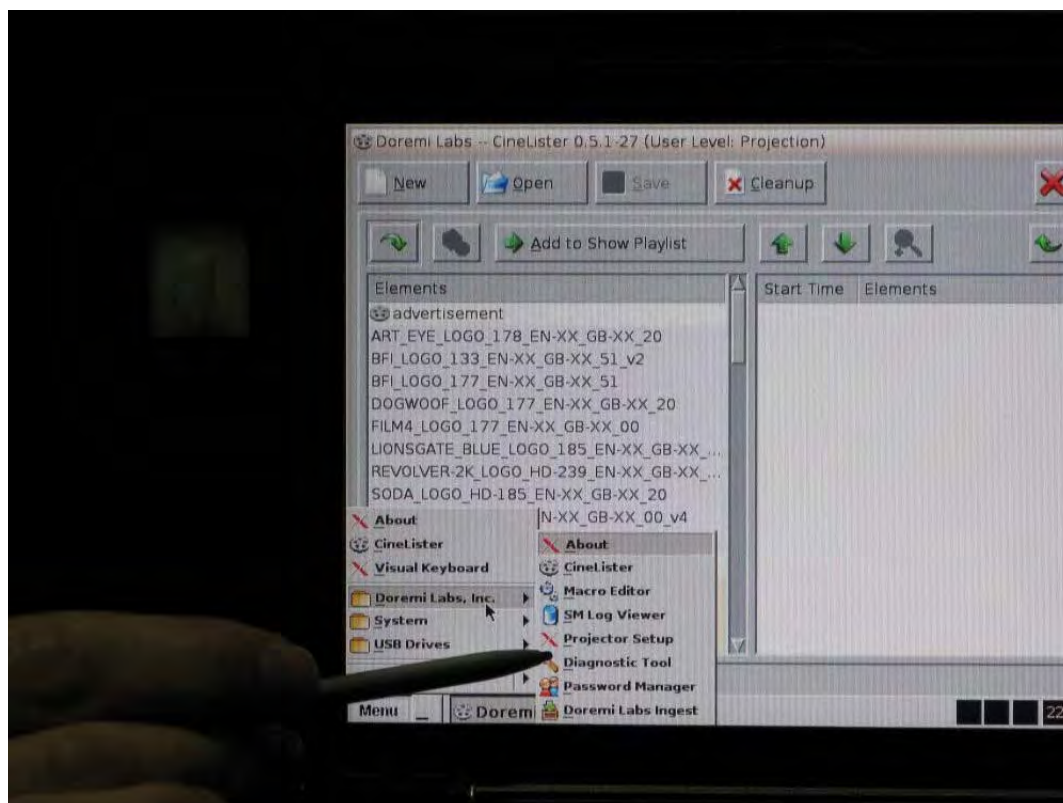 Doremi Labs -- CineLister 0.5.1-27 (User Level: Projection)
New Open Save Cleanup
Add to Show Playlist
Elements
Start Time Elements
advertisement
ART_EYE_LOGO_178_EN-XX_GB-XX_20
BFI_LOGO_133_EN-XX_GB-XX_51_v2
BFI_LOGO_177_EN-XX_GB-XX_51
DOGWOOF_LOGO_177_EN-XX_GB-XX_20
FILM4_LOGO_177_EN-XX_GB-XX_00
LIONSGATE_BLUE_LOGO_185_EN-XX_GB-XX_...
REVOLVER-2K_LOGO_HD-239_EN-XX_GB-XX_...
SODA_LOGO_HD-185_EN-XX_GB-XX_20
N-XX_GB-XX_00_v4
About
CineLister
Visual Keyboard
Doremi Labs, Inc.
System
USB Drives
About
CineLister
Macro Editor
SM Log Viewer
Projector Setup
Diagnostic Tool
Password Manager
Doremi Labs Ingest
Menu _ Dorem
22